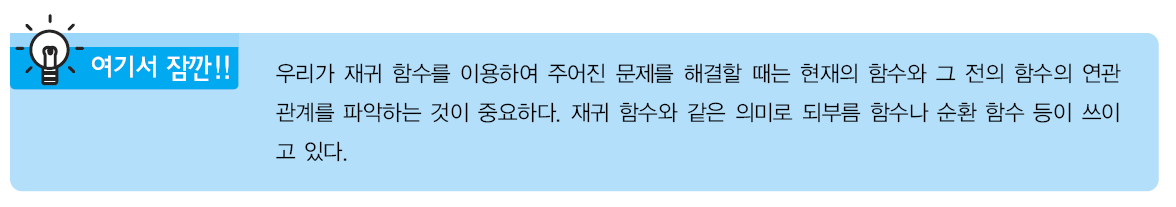 여기서 잠깐!!
우리가 재귀 함수를 이용하여 주어진 문제를 해결할 때는 현재의 함수와 그 전의 함수의 연관
관계를 파악하는 것이 중요하다. 재귀 함수와 같은 의미로 되부름 함수나 순환 함수 등이 쓰이
고 있다.